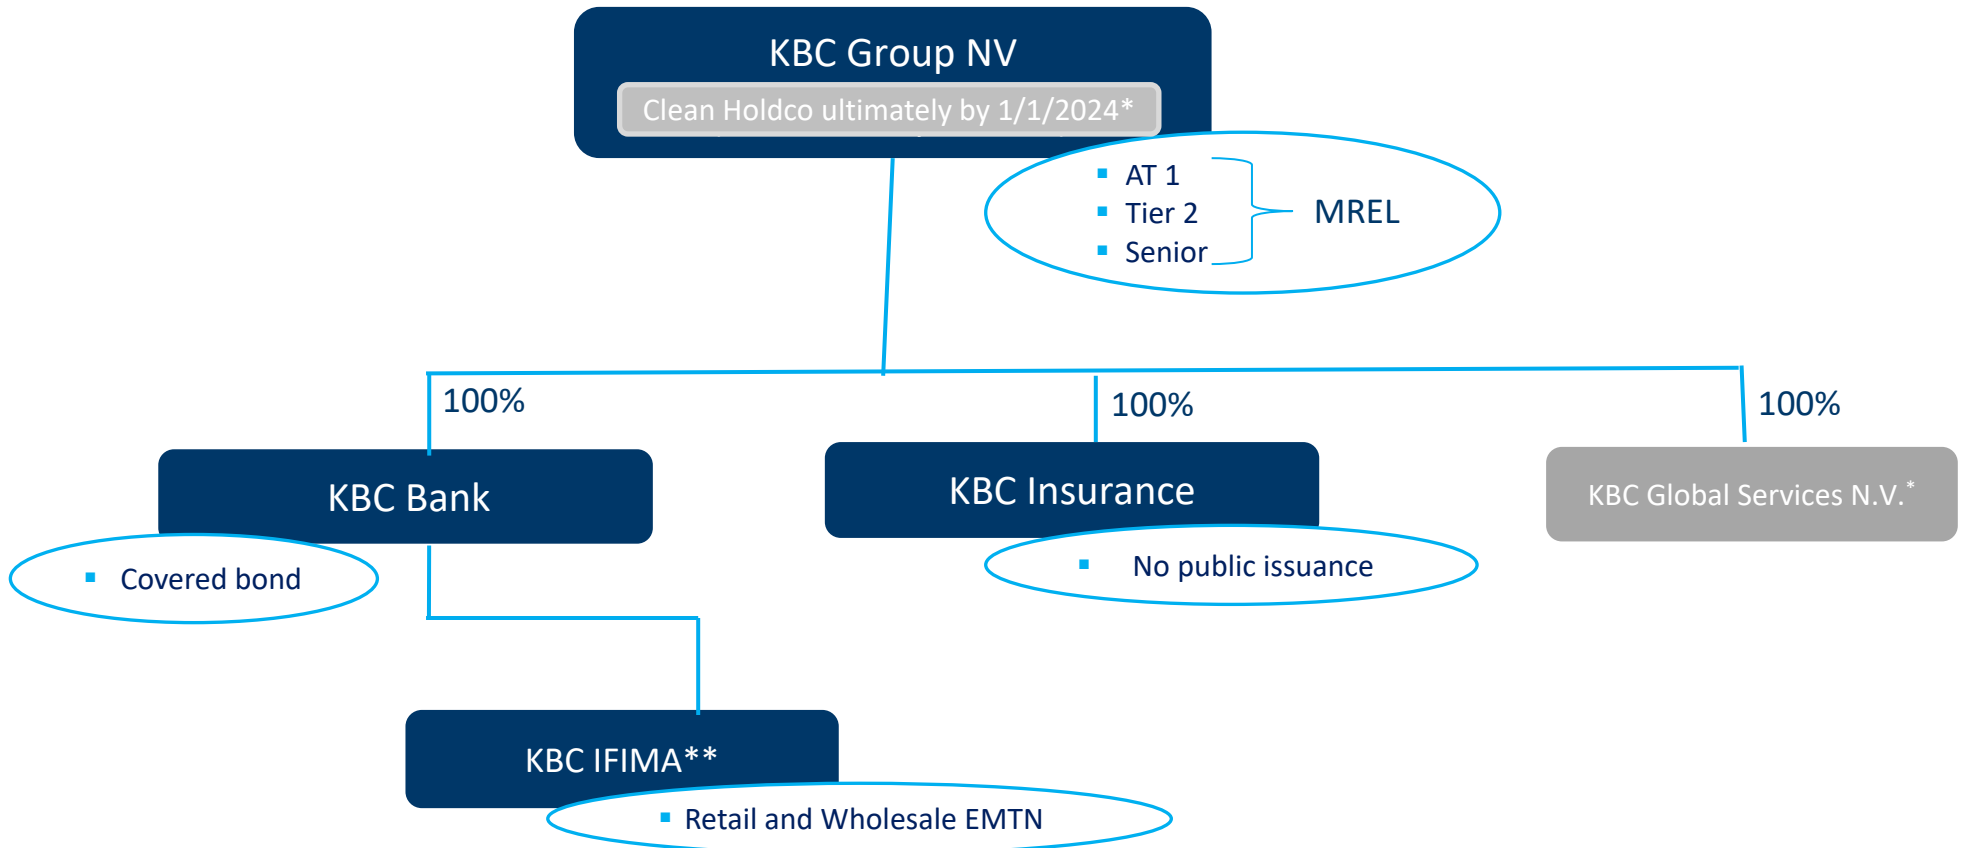 KBC Group NV
Clean Holdco ultimately by 1/1/2024*
▪ AT 1
▪ Tier 2
▪ Senior
MREL
100%
100%
100%
KBC Bank
KBC Insurance
KBC Global Services N.V.*
▪ Covered bond
▪ No public issuance
KBC IFIMA**
▪ Retail and Wholesale EMTN